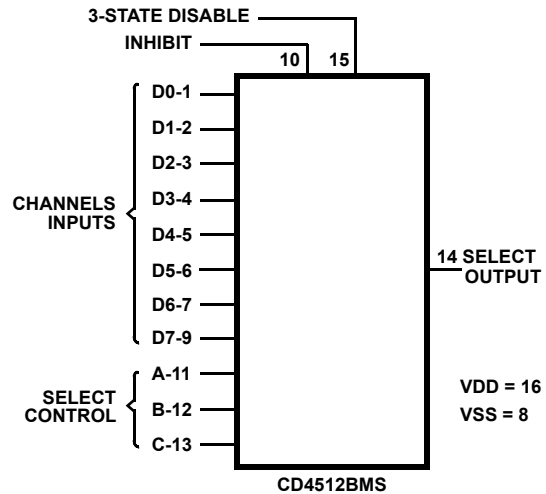 3-STATE DISABLE
INHIBIT
10 15
D0-1
D1-2
D2-3
D3-4
D4-5
D5-6
D6-7
D7-9
CHANNELS
INPUTS
A-11
B-12
C-13
SELECT
CONTROL
14 SELECT
OUTPUT
VDD = 16
VSS = 8
CD4512BMS